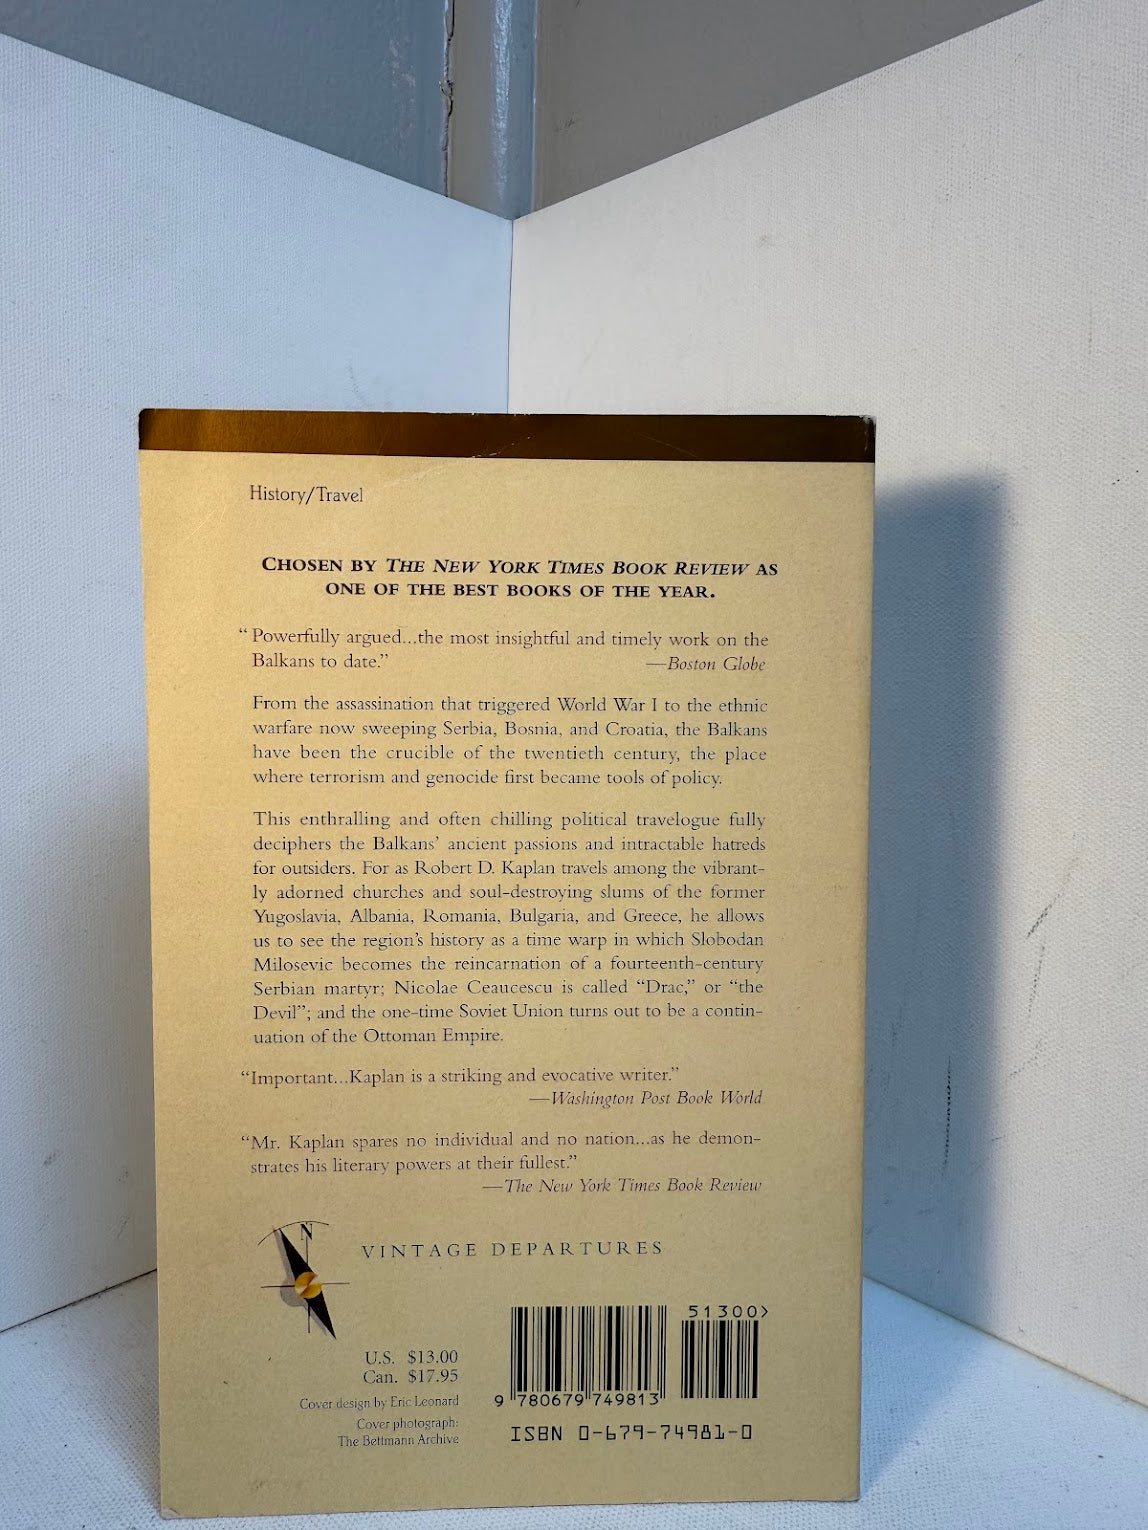 History/Travel
CHOSEN BY THE NEW YORK TIMES BOOK REVIEW AS
ONE OF THE BEST BOOKS OF THE YEAR.
“Powerfully argued...the most insightful and timely work on the
Balkans to date.” —Boston Globe
From the assassination that triggered World War I to the ethnic
warfare now sweeping Serbia, Bosnia, and Croatia, the Balkans
have been the crucible of the twentieth century, the place
where terrorism and genocide first became tools of policy.
This enthralling and often chilling political travelogue fully
deciphers the Balkans’ ancient passions and intractable hatreds
for outsiders. For as Robert D. Kaplan travels among the vibrant-
ly adorned churches and soul-destroying slums of the former
Yugoslavia, Albania, Romania, Bulgaria, and Greece, he allows
us to see the region’s history as a time warp in which Slobodan
Milosevic becomes the reincarnation of a fourteenth-century
Serbian martyr; Nicolae Ceaucescu is called “Drac,” or “the
Devil”; and the one-time Soviet Union turns out to be a contin-
uation of the Ottoman Empire.
“Important...Kaplan is a striking and evocative writer.”
—Washington Post Book World
“Mr. Kaplan spares no individual and no nation...as he demon-
strates his literary powers at their fullest.”
—The New York Times Book Review
N
VINTAGE DEPARTURES
51300>
U.S. $13.00
Can. $17.95
Cover design by Eric Leonard
Cover photograph:
The Bettmann Archive
9 780679 749813
ISBN 0-679-74981-0